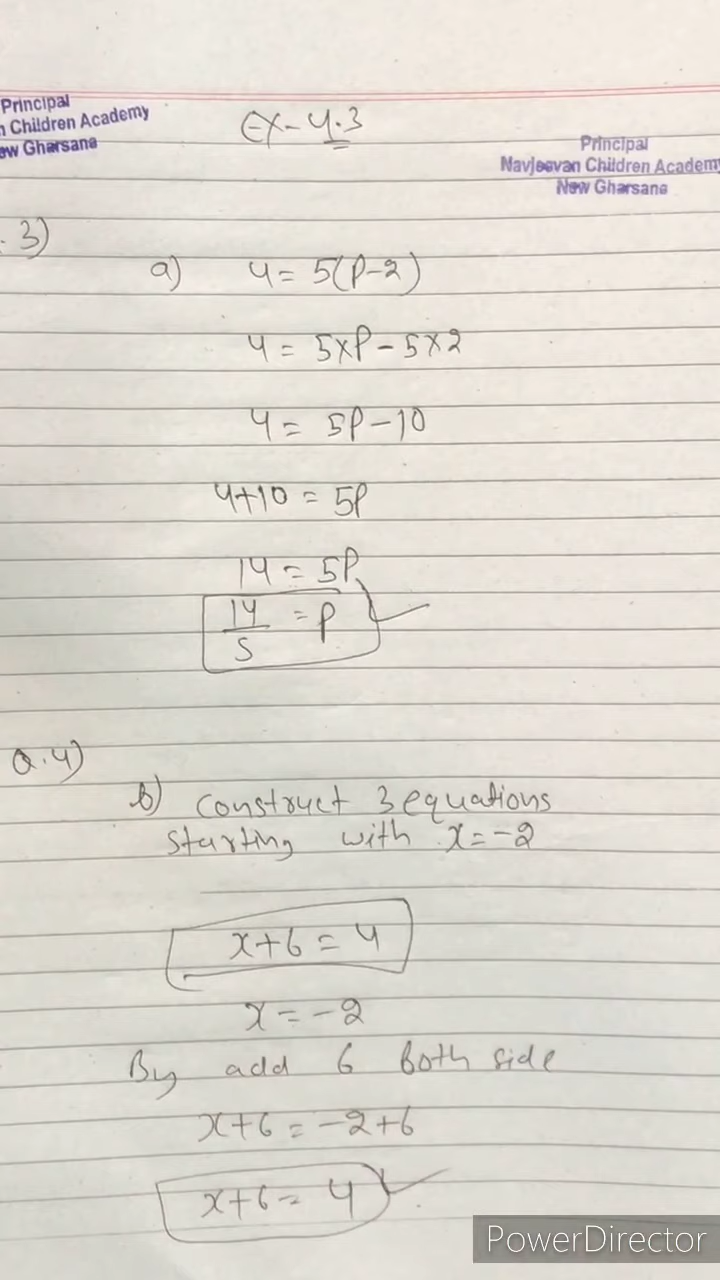 Principal
n Children Academy
ew Gharsana
Ex-4.3
Principal
Navjeevan Children Academy
New Gharsana
. 3)
a) 4 = 5(P-2)
4 = 5×P - 5×2
4 = 5P - 10
4+10 = 5P
14 = 5P
14/5 = P
Q.4)
b) Construct 3 equations
starting with x = -2
x+6 = 4
x = -2
By add 6 both side
x+6 = -2+6
x+6 = 4
PowerDirector